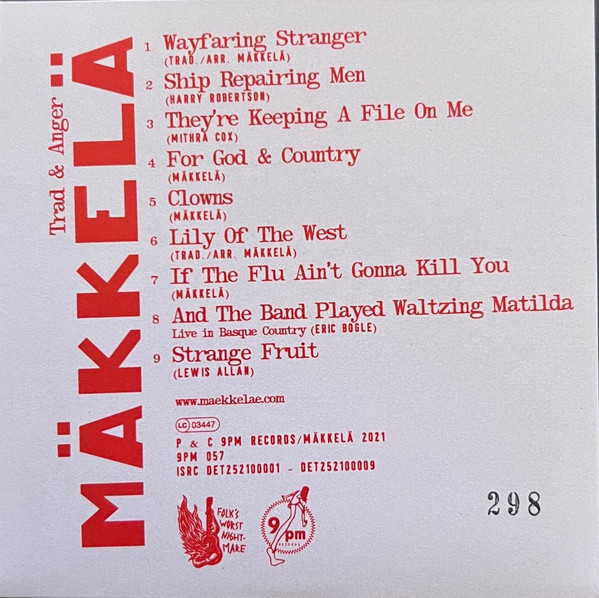 MÄKKELÄ
Trad & Anger
1 Wayfaring Stranger
(TRAD./ARR. MÄKKELÄ)
2 Ship Repairing Men
(HARRY ROBERTSON)
3 They're Keeping A File On Me
(MITHRA COX)
4 For God & Country
(MÄKKELÄ)
5 Clowns
(MÄKKELÄ)
6 Lily Of The West
(TRAD./ARR. MÄKKELÄ)
7 If The Flu Ain't Gonna Kill You
(MÄKKELÄ)
8 And The Band Played Waltzing Matilda
Live in Basque Country (ERIC BOGLE)
9 Strange Fruit
(LEWIS ALLAN)
www.maekkelae.com
LC 03447
P & C 9PM RECORDS/MÄKKELÄ 2021
9PM 057
ISRC DET252100001 - DET252100009
FOLK'S
WORST
NIGHT-
MARE
9 pm
RECORDS
298